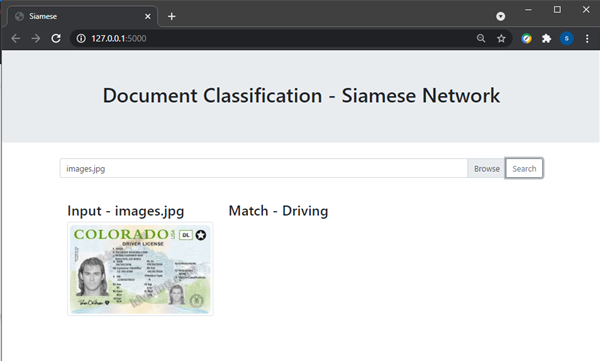 Siamese
127.0.0.1:5000
S
Document Classification - Siamese Network
images.jpg
Browse
Search
Input - images.jpg
Match - Driving
COLORADO
USA
DL
DRIVER LICENSE